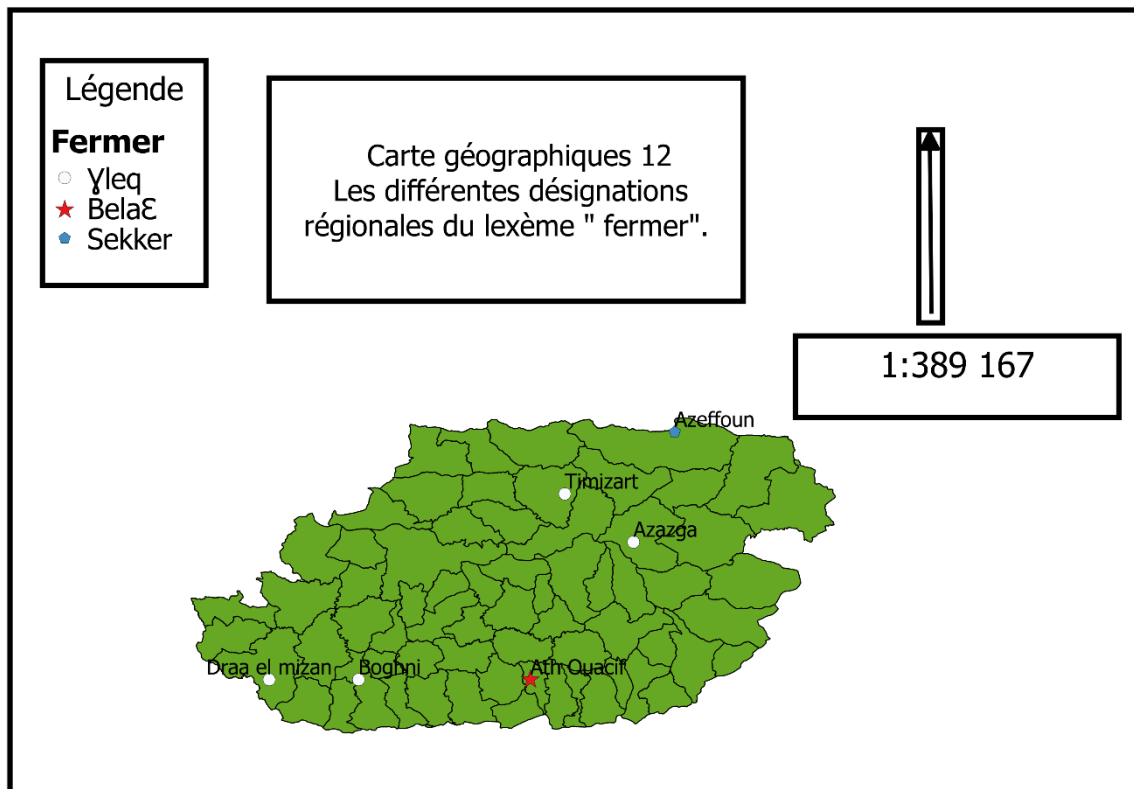 Légende
Fermer
Ɣleq
BelaƐ
Sekker
Carte géographiques 12
Les différentes désignations
régionales du lexème " fermer".
1:389 167
Azeffoun
Timizart
Azazga
Draa el mizan
Boghni
Ath Ouacif